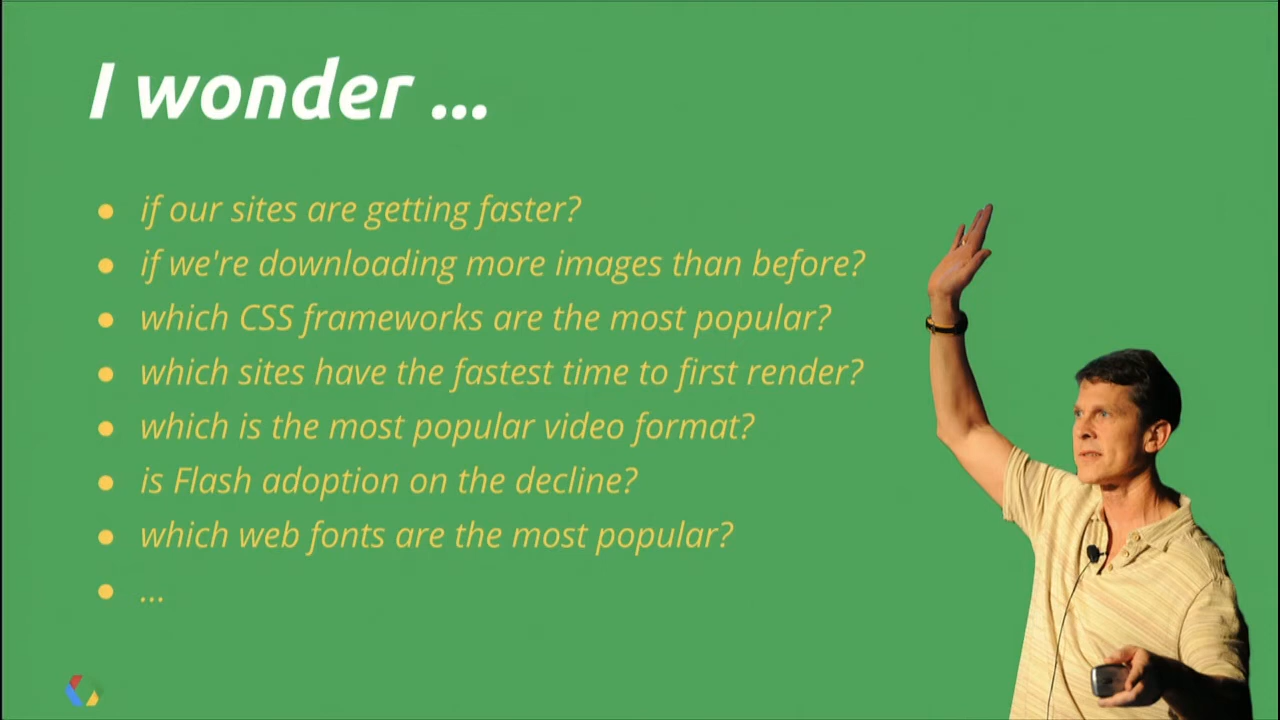 I wonder ...
● if our sites are getting faster?
● if we're downloading more images than before?
● which CSS frameworks are the most popular?
● which sites have the fastest time to first render?
● which is the most popular video format?
● is Flash adoption on the decline?
● which web fonts are the most popular?
● ...